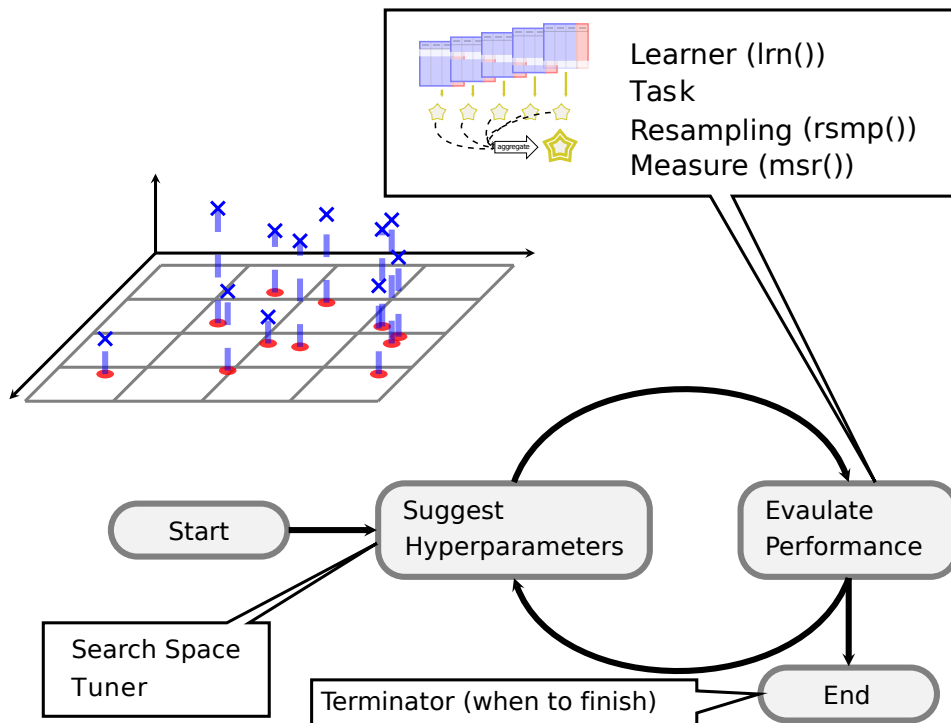 Learner (lrn())
Task
Resampling (rsmp())
Measure (msr())
aggregate
Start
Suggest
Hyperparameters
Evaulate
Performance
Search Space
Tuner
Terminator (when to finish)
End